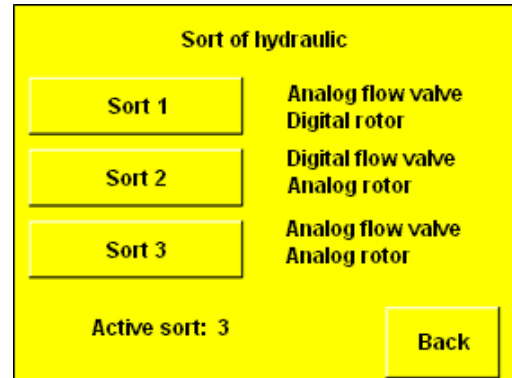 Sort of hydraulic
Sort 1
Analog flow valve
Digital rotor
Sort 2
Digital flow valve
Analog rotor
Sort 3
Analog flow valve
Analog rotor
Active sort: 3
Back